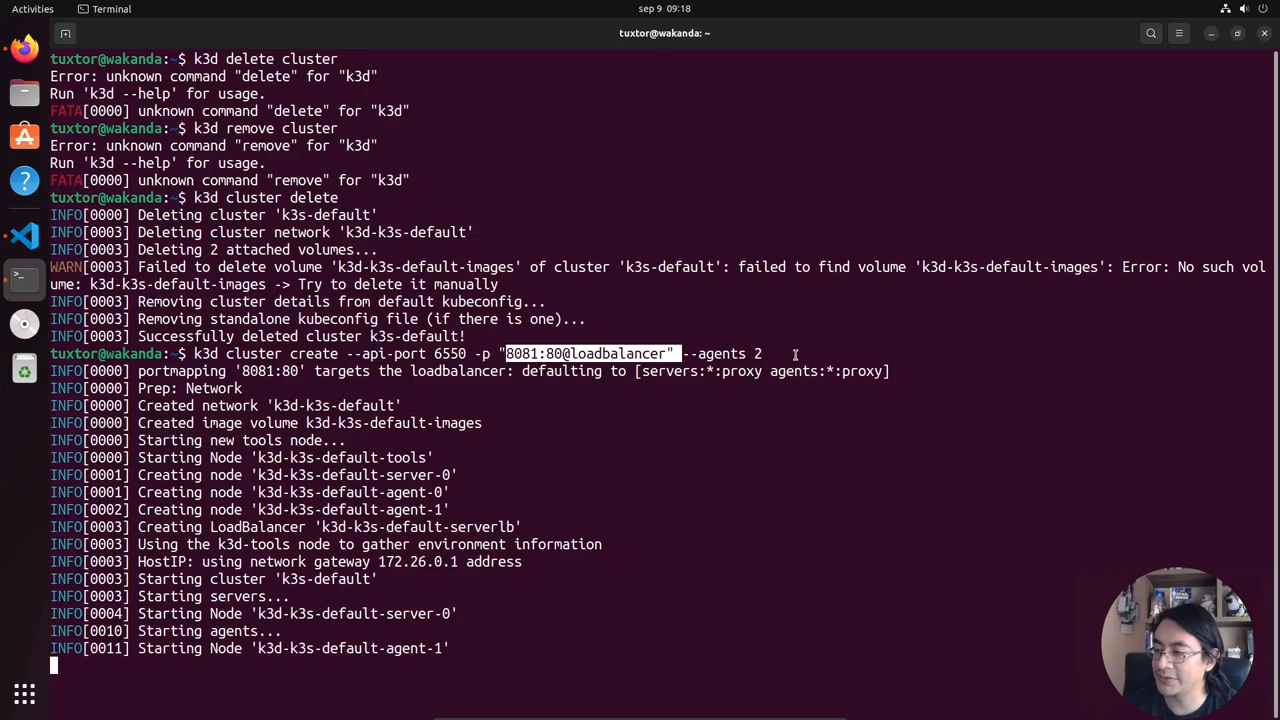 Activities
Terminal
sep 9 09:18
tuxtor@wakanda: ~
tuxtor@wakanda:~$ k3d delete cluster
Error: unknown command "delete" for "k3d"
Run 'k3d --help' for usage.
FATA[0000] unknown command "delete" for "k3d"
tuxtor@wakanda:~$ k3d remove cluster
Error: unknown command "remove" for "k3d"
Run 'k3d --help' for usage.
FATA[0000] unknown command "remove" for "k3d"
tuxtor@wakanda:~$ k3d cluster delete
INFO[0000] Deleting cluster 'k3s-default'
INFO[0003] Deleting cluster network 'k3d-k3s-default'
INFO[0003] Deleting 2 attached volumes...
WARN[0003] Failed to delete volume 'k3d-k3s-default-images' of cluster 'k3s-default': failed to find volume 'k3d-k3s-default-images': Error: No such vol
ume: k3d-k3s-default-images -> Try to delete it manually
INFO[0003] Removing cluster details from default kubeconfig...
INFO[0003] Removing standalone kubeconfig file (if there is one)...
INFO[0003] Successfully deleted cluster k3s-default!
tuxtor@wakanda:~$ k3d cluster create --api-port 6550 -p "8081:80@loadbalancer" --agents 2
INFO[0000] portmapping '8081:80' targets the loadbalancer: defaulting to [servers:*:proxy agents:*:proxy]
INFO[0000] Prep: Network
INFO[0000] Created network 'k3d-k3s-default'
INFO[0000] Created image volume k3d-k3s-default-images
INFO[0000] Starting new tools node...
INFO[0000] Starting Node 'k3d-k3s-default-tools'
INFO[0001] Creating node 'k3d-k3s-default-server-0'
INFO[0001] Creating node 'k3d-k3s-default-agent-0'
INFO[0002] Creating node 'k3d-k3s-default-agent-1'
INFO[0003] Creating LoadBalancer 'k3d-k3s-default-serverlb'
INFO[0003] Using the k3d-tools node to gather environment information
INFO[0003] HostIP: using network gateway 172.26.0.1 address
INFO[0003] Starting cluster 'k3s-default'
INFO[0003] Starting servers...
INFO[0004] Starting Node 'k3d-k3s-default-server-0'
INFO[0010] Starting agents...
INFO[0011] Starting Node 'k3d-k3s-default-agent-1'